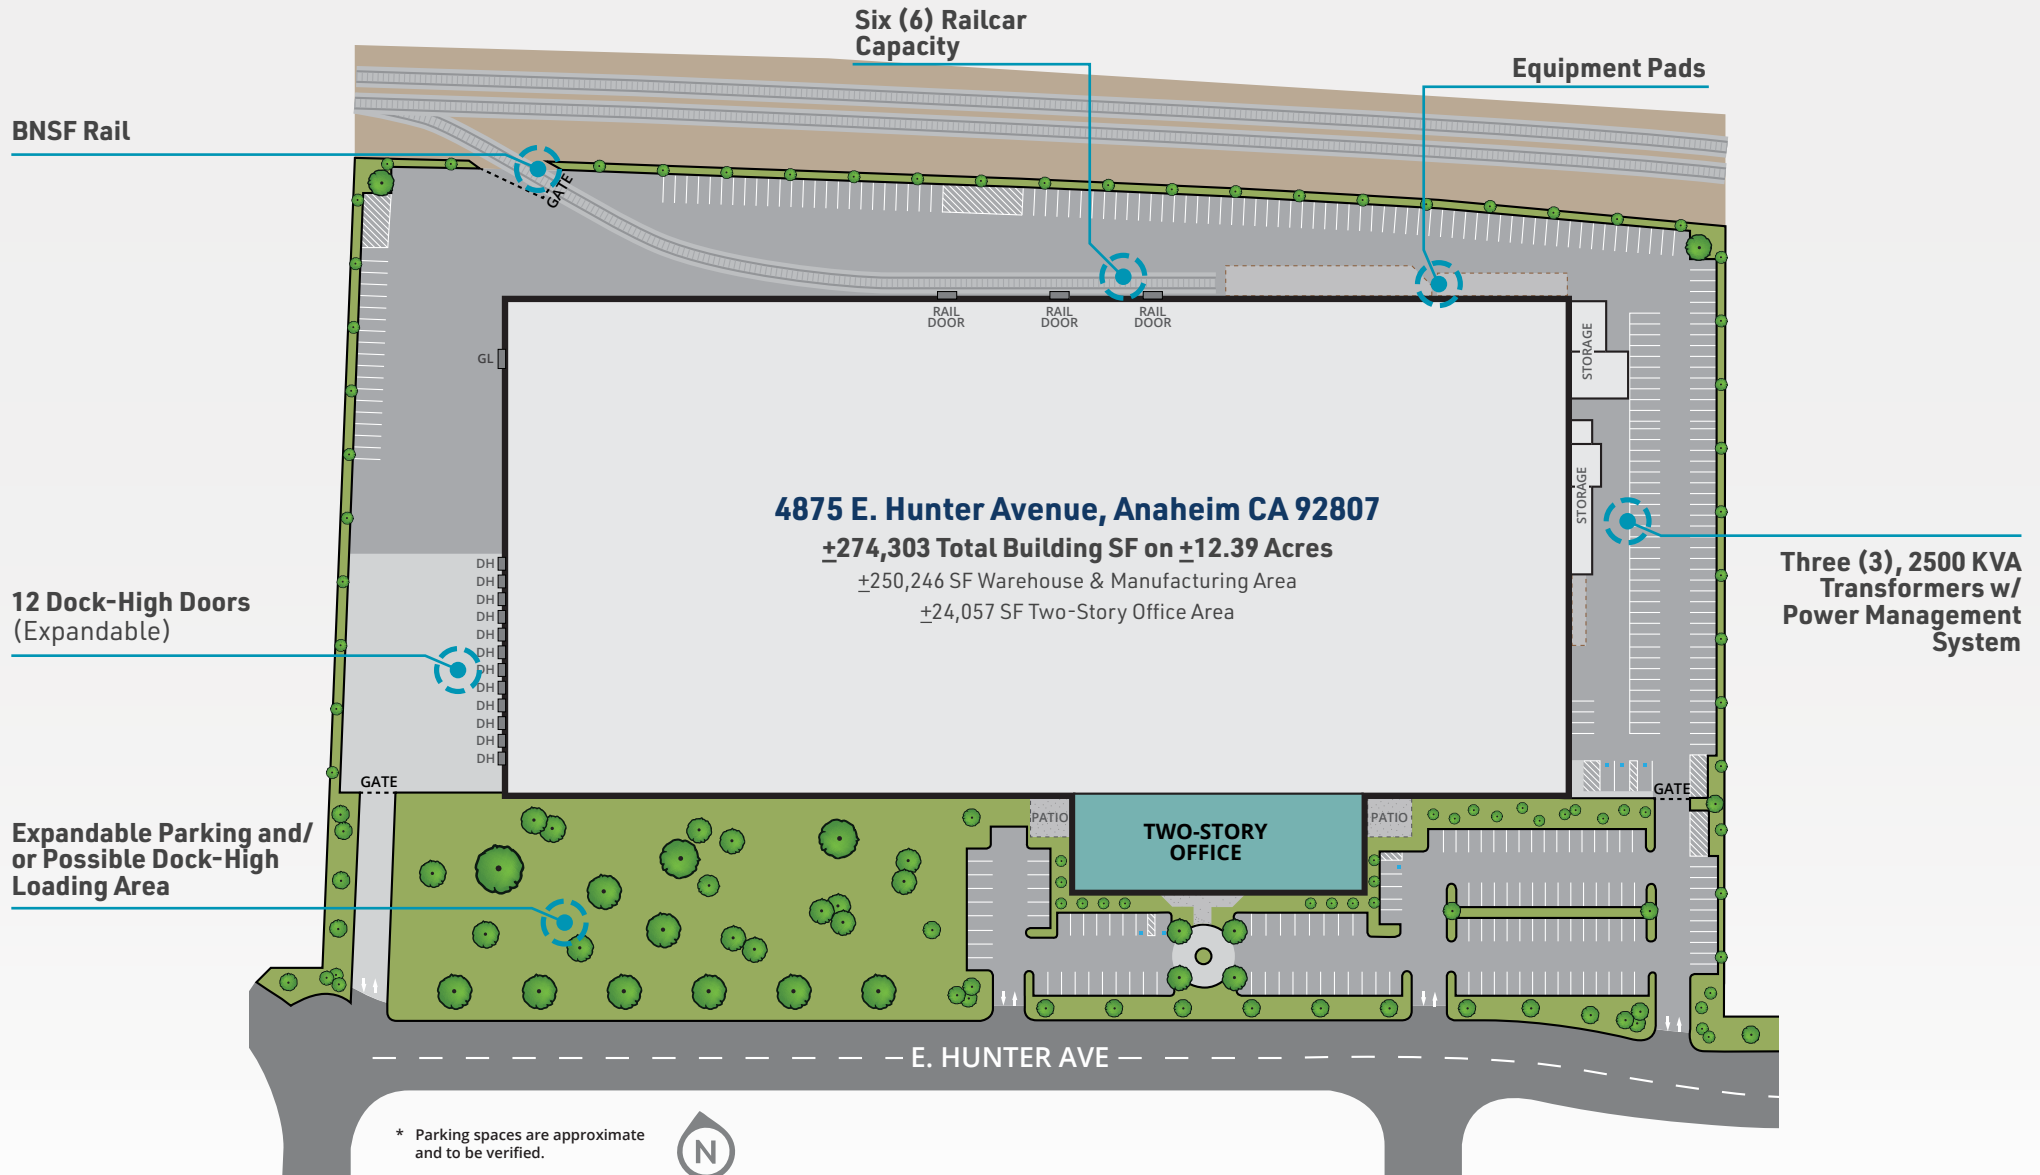 Six (6) Railcar
Capacity
Equipment Pads
BNSF Rail
GATE
RAIL
DOOR
RAIL
DOOR
RAIL
DOOR
GL
STORAGE
STORAGE
4875 E. Hunter Avenue, Anaheim CA 92807
±274,303 Total Building SF on ±12.39 Acres
±250,246 SF Warehouse & Manufacturing Area
±24,057 SF Two-Story Office Area
Three (3), 2500 KVA
Transformers w/
Power Management
System
12 Dock-High Doors
(Expandable)
DH
DH
DH
DH
DH
DH
DH
DH
DH
DH
DH
DH
GATE
GATE
PATIO
PATIO
TWO-STORY
OFFICE
Expandable Parking and/
or Possible Dock-High
Loading Area
E. HUNTER AVE
* Parking spaces are approximate
and to be verified.
N